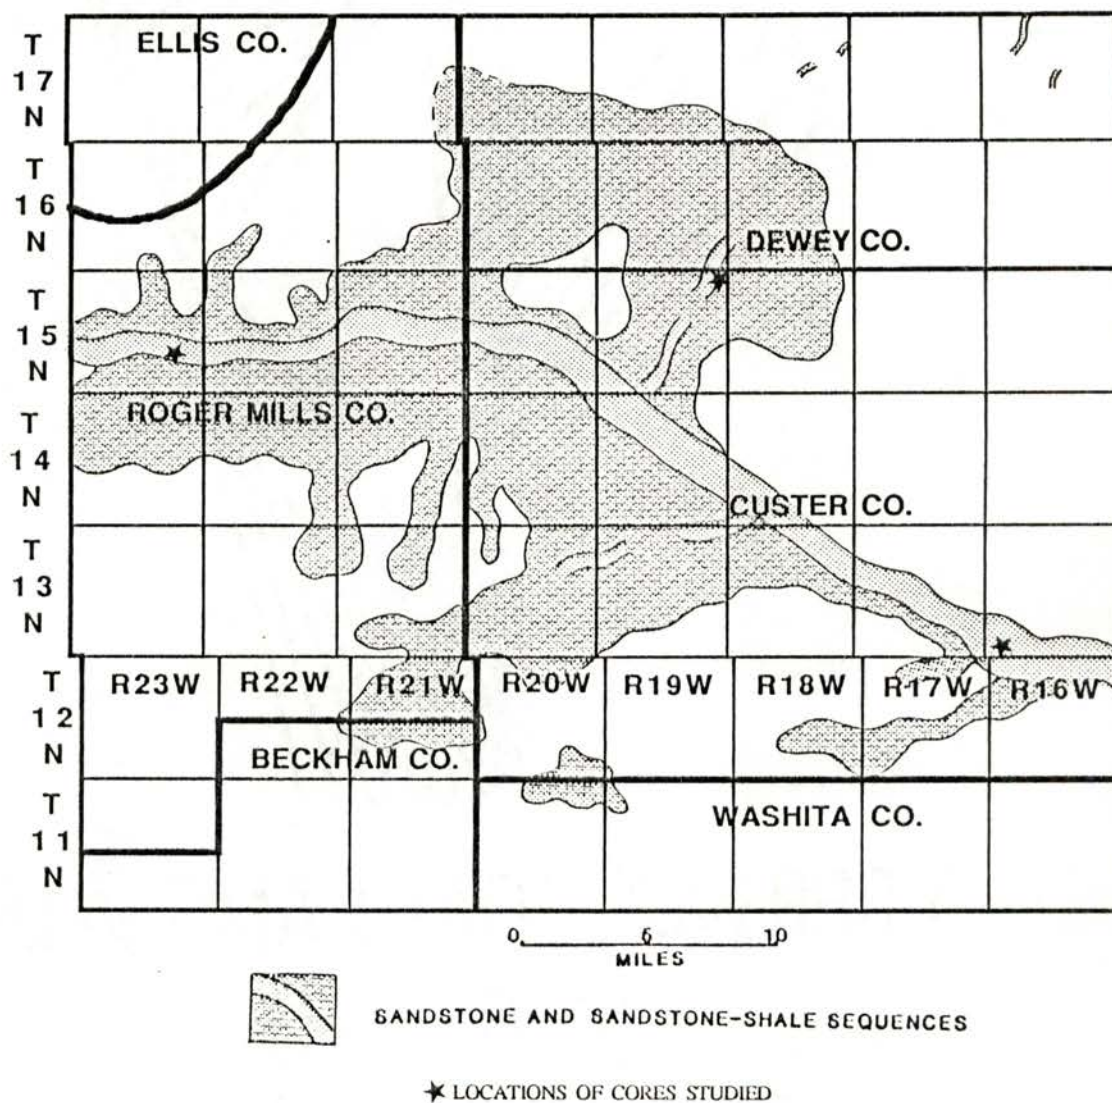 ELLIS CO.
T
17
N
T
16
N
DEWEY CO.
T
15
N
ROGER MILLS CO.
T
14
N
CUSTER CO.
T
13
N
T
12
N
R23W R22W R21W R20W R19W R18W R17W R16W
BECKHAM CO.
T
11
N
WASHITA CO.
0 5 10
MILES
SANDSTONE AND SANDSTONE-SHALE SEQUENCES
★ LOCATIONS OF CORES STUDIED